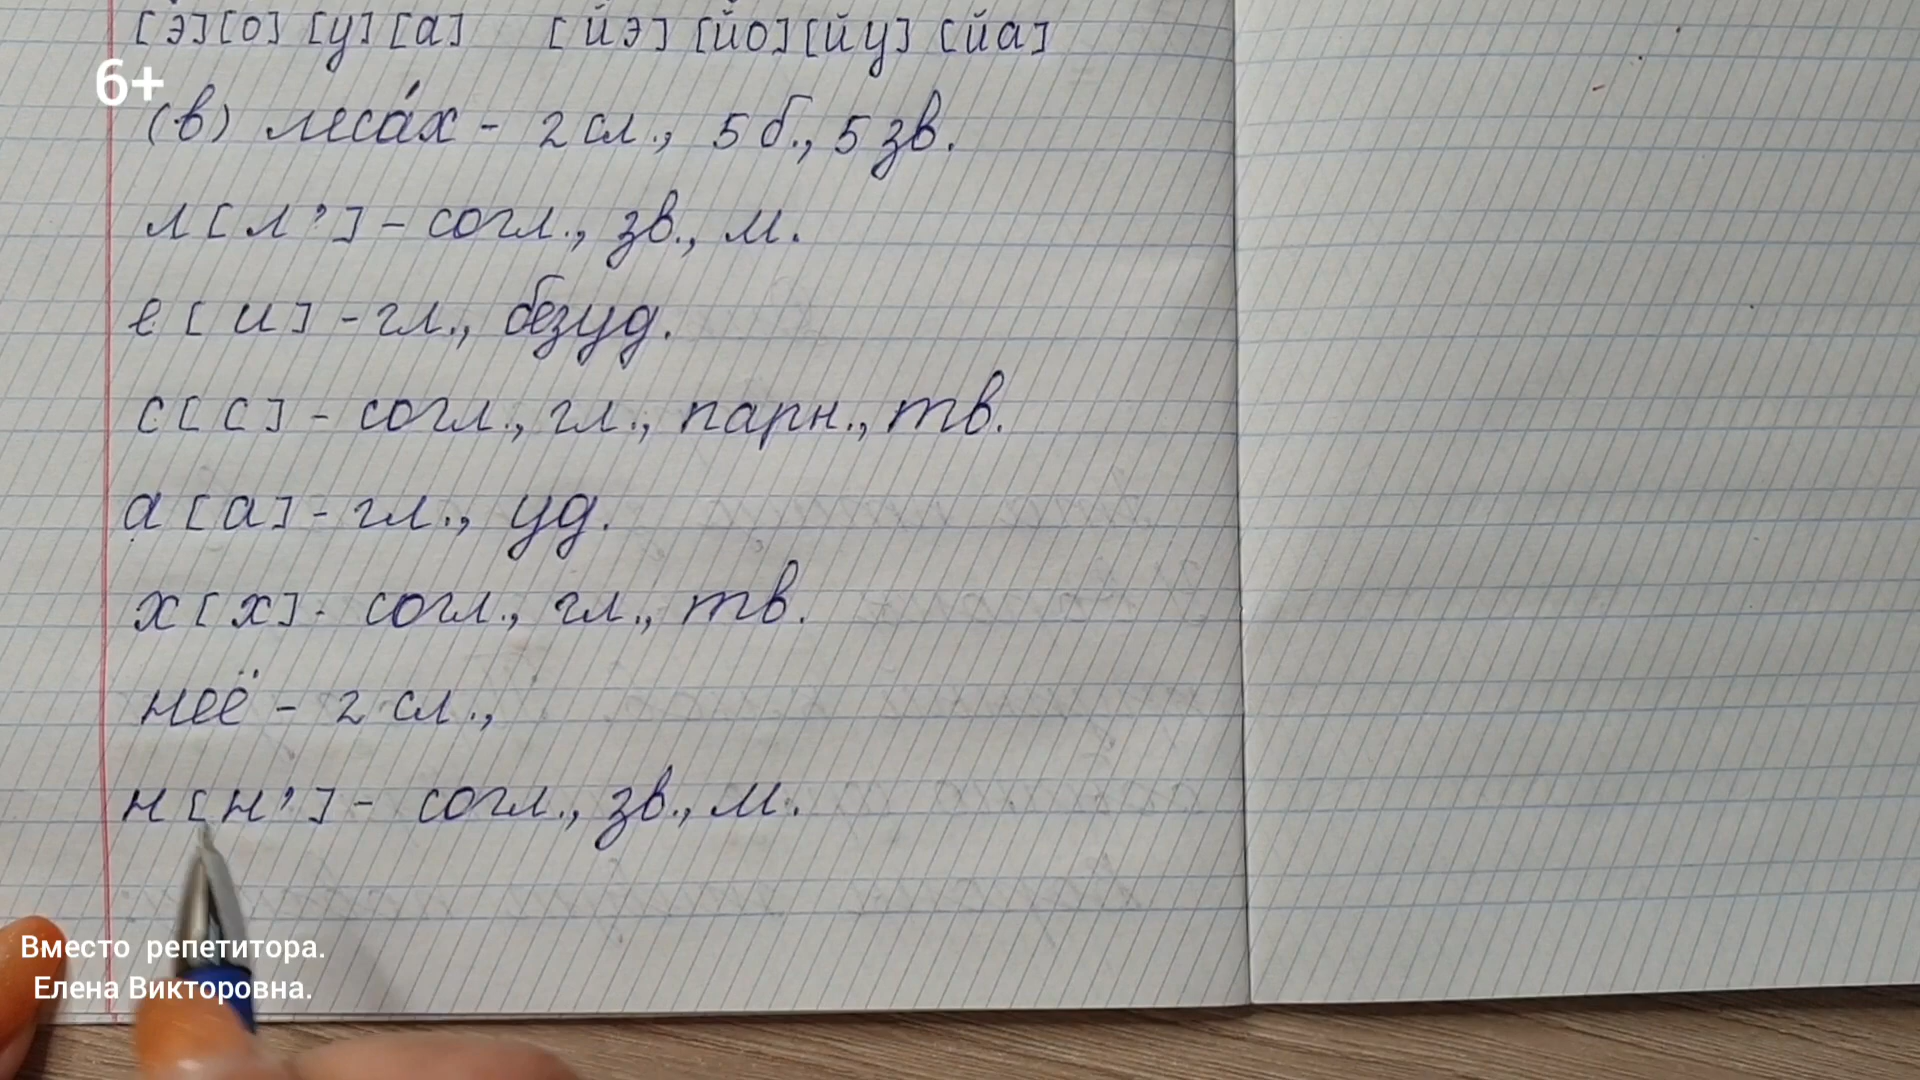 [э] [о] [у] [а] [йэ] [йо] [йу] [йа]
6+
(в) леса́х - 2 сл., 5 б., 5 зв.
л [л’] - согл., зв., м.
е [и] - гл., безуд.
с [с] - согл., гл., парн., тв.
а [а] - гл., уд.
х [х] - согл., гл., тв.
неё - 2 сл.,
н [н’] - согл., зв., м.
Вместо репетитора.
Елена Викторовна.